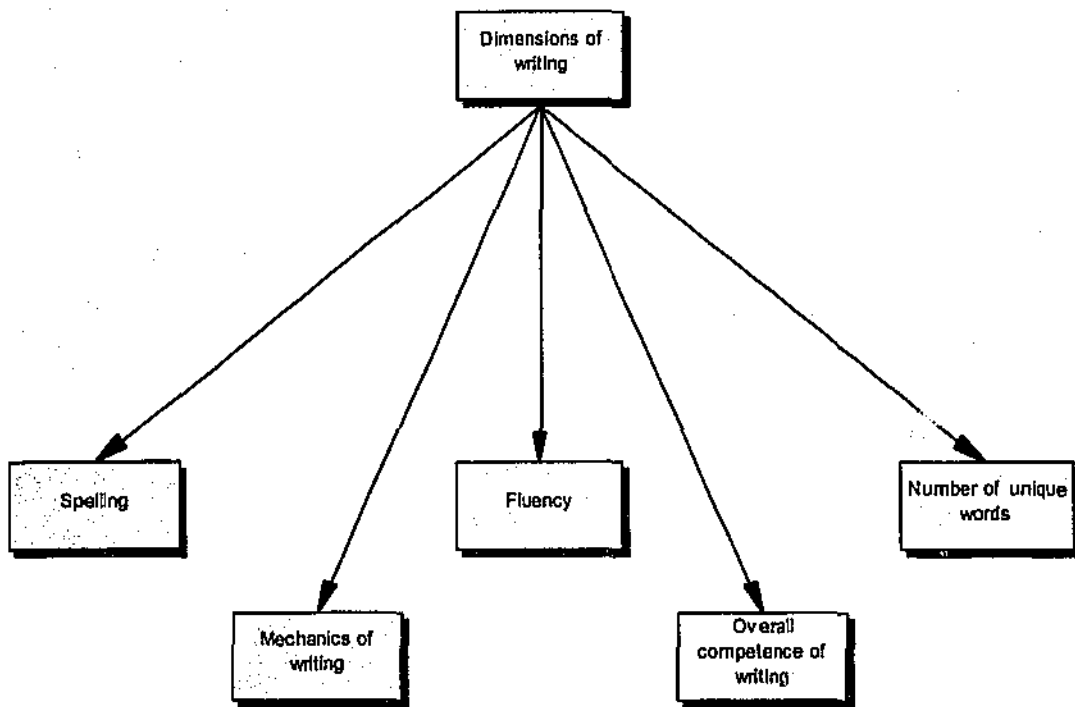 Dimensions of
writing
Spelling
Fluency
Number of unique
words
Mechanics of
writing
Overall
competence of
writing